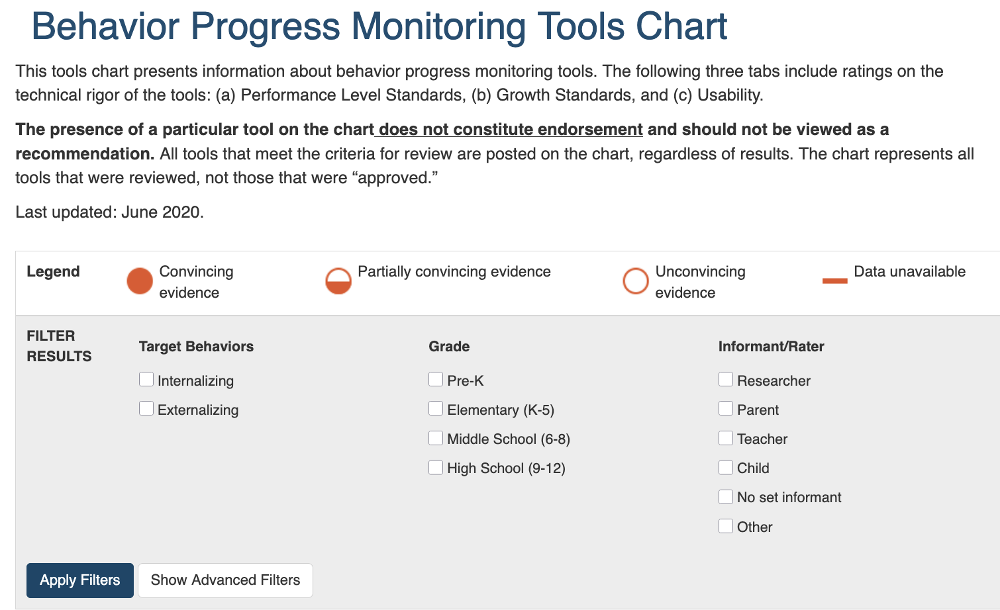 Behavior Progress Monitoring Tools Chart
This tools chart presents information about behavior progress monitoring tools. The following three tabs include ratings on the
technical rigor of the tools: (a) Performance Level Standards, (b) Growth Standards, and (c) Usability.
The presence of a particular tool on the chart does not constitute endorsement and should not be viewed as a
recommendation. All tools that meet the criteria for review are posted on the chart, regardless of results. The chart represents all
tools that were reviewed, not those that were “approved.”
Last updated: June 2020.
Legend
Convincing
evidence
Partially convincing evidence
Unconvincing
evidence
Data unavailable
FILTER
RESULTS
Target Behaviors
Internalizing
Externalizing
Grade
Pre-K
Elementary (K-5)
Middle School (6-8)
High School (9-12)
Informant/Rater
Researcher
Parent
Teacher
Child
No set informant
Other
Apply Filters
Show Advanced Filters